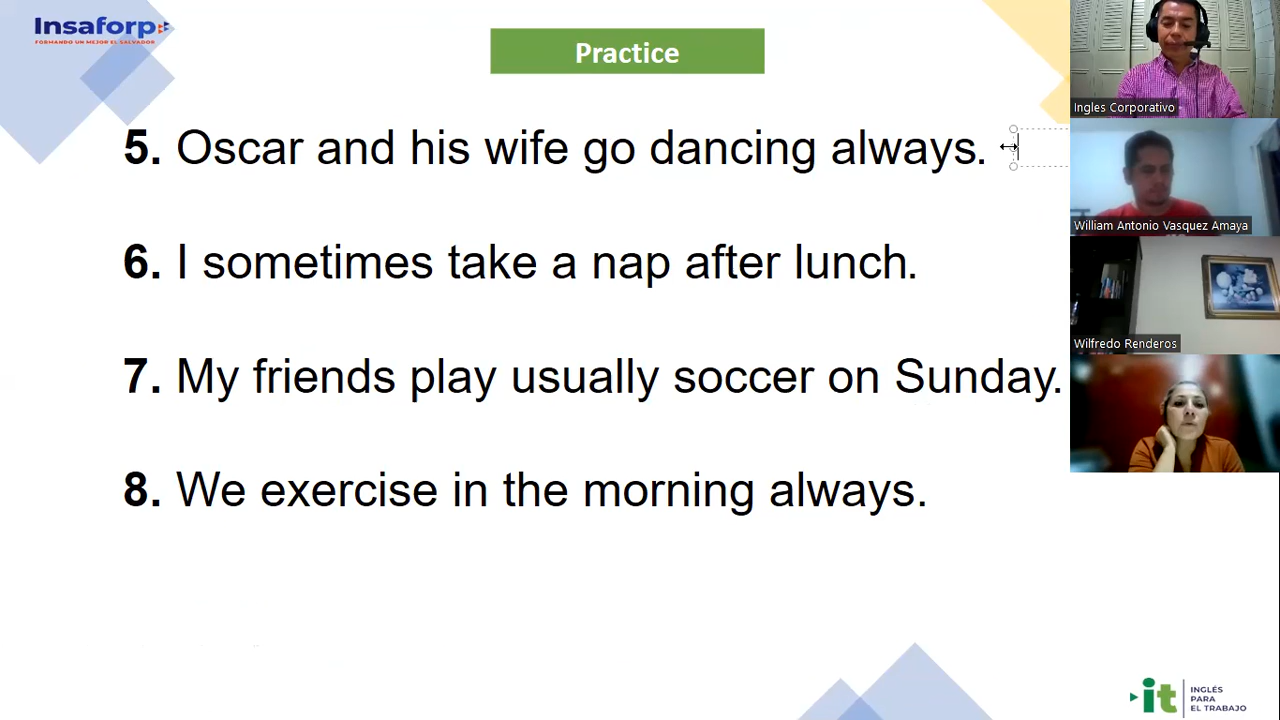 Insaforp
FORMANDO UN MEJOR EL SALVADOR
Practice
5. Oscar and his wife go dancing always.
6. I sometimes take a nap after lunch.
7. My friends play usually soccer on Sunday.
8. We exercise in the morning always.
Ingles Corporativo
William Antonio Vasquez Amaya
Wilfredo Renderos
it
INGLÉS
PARA
EL TRABAJO